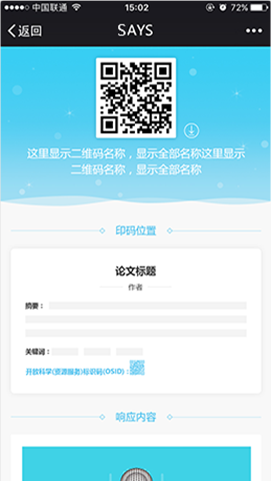 中国联通 15:02 72%
返回 SAYS
这里显示二维码名称，显示全部名称这里显示
二维码名称，显示全部名称
印码位置
论文标题
作者
摘要：
关键词：
开放科学(资源服务)标识码(OSID)：
响应内容